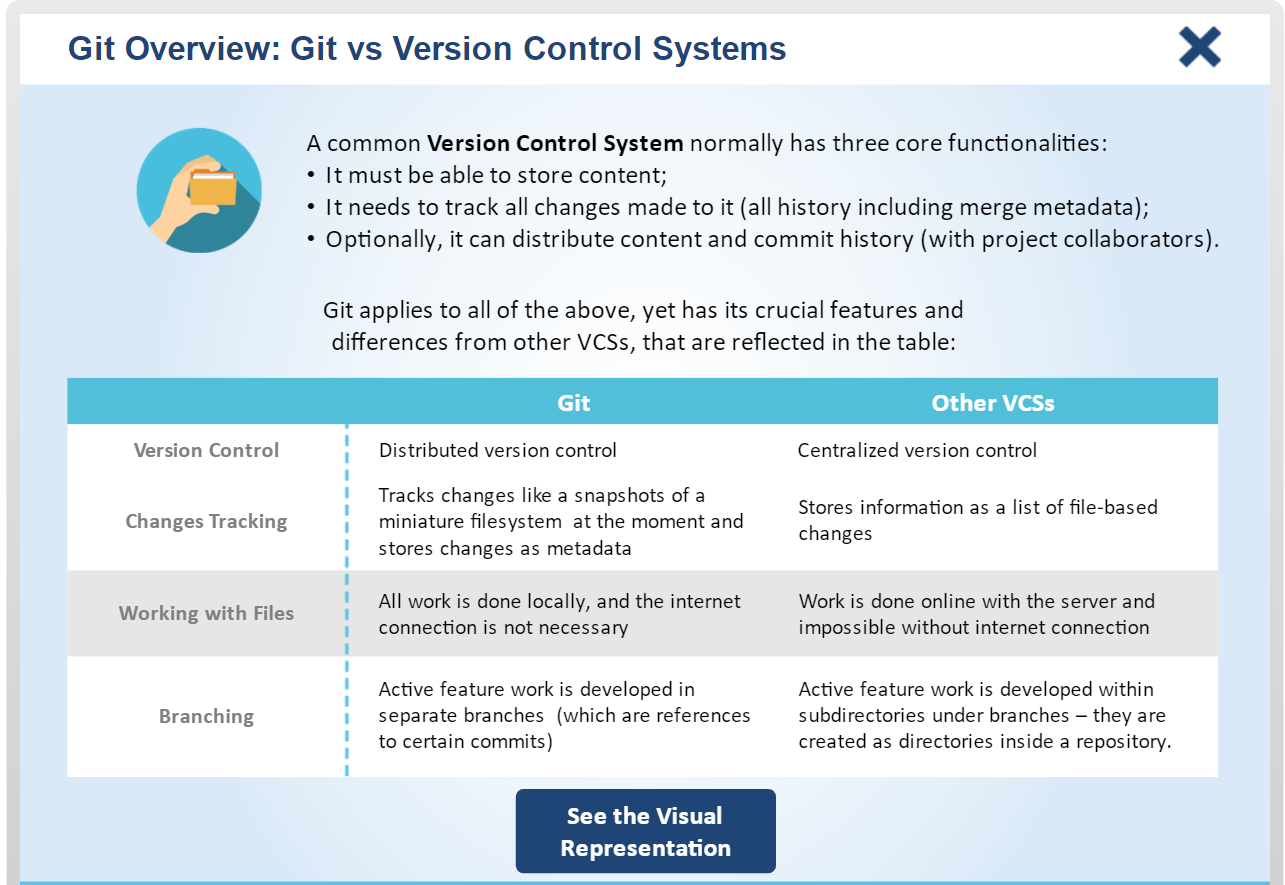 Git Overview: Git vs Version Control Systems
A common Version Control System normally has three core functionalities:
• It must be able to store content;
• It needs to track all changes made to it (all history including merge metadata);
• Optionally, it can distribute content and commit history (with project collaborators).
Git applies to all of the above, yet has its crucial features and
differences from other VCSs, that are reflected in the table:
Git
Other VCSs
Version Control
Distributed version control
Centralized version control
Changes Tracking
Tracks changes like a snapshots of a
miniature filesystem at the moment and
stores changes as metadata
Stores information as a list of file-based
changes
Working with Files
All work is done locally, and the internet
connection is not necessary
Work is done online with the server and
impossible without internet connection
Branching
Active feature work is developed in
separate branches (which are references
to certain commits)
Active feature work is developed within
subdirectories under branches – they are
created as directories inside a repository.
See the Visual
Representation